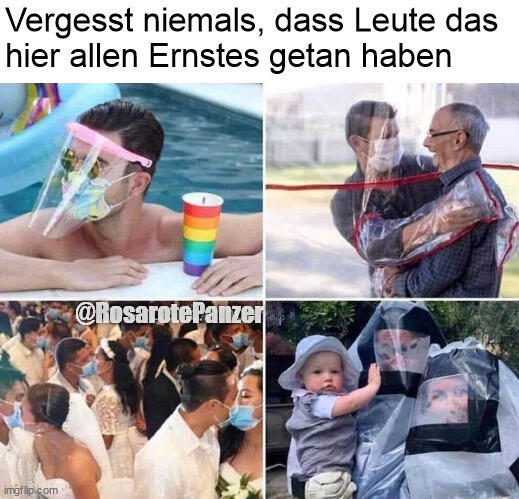 Vergesst niemals, dass Leute das
hier allen Ernstes getan haben
@RosarotePanzer
imgflip.com